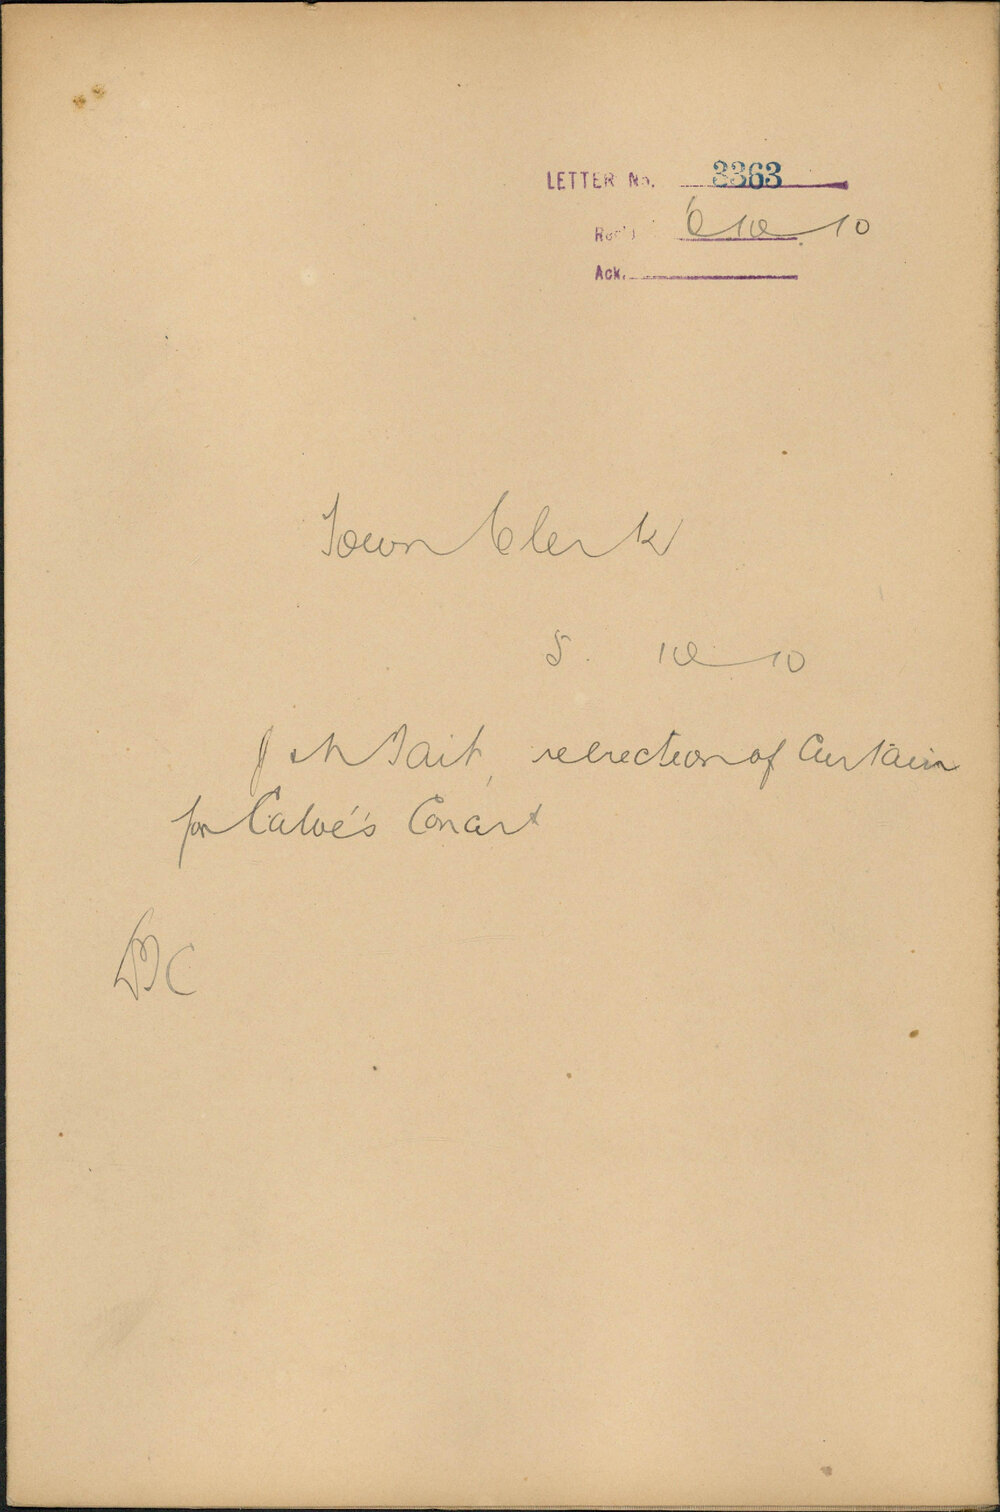 LETTER No. 3363
Rec'd 6 10 10
Ack.
Town Clerk
5. 10 10
J & N Tait, re erection of Curtain
for Calvé's Concert